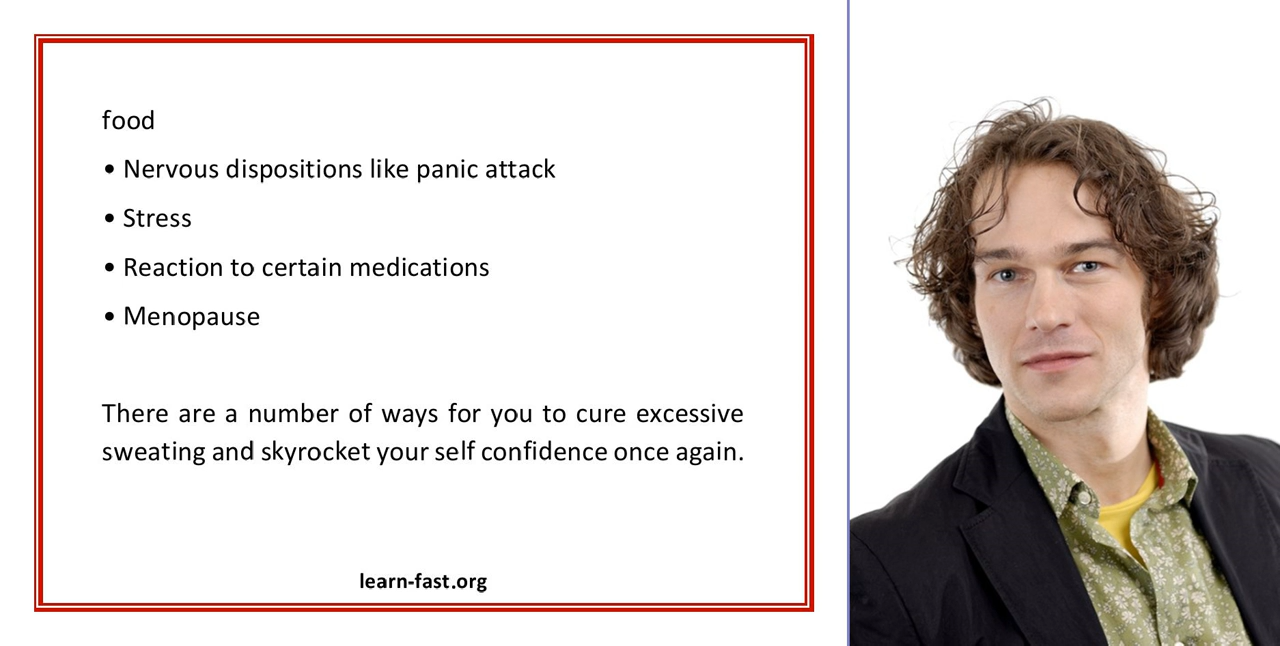 food
• Nervous dispositions like panic attack
• Stress
• Reaction to certain medications
• Menopause
There are a number of ways for you to cure excessive
sweating and skyrocket your self confidence once again.
learn-fast.org